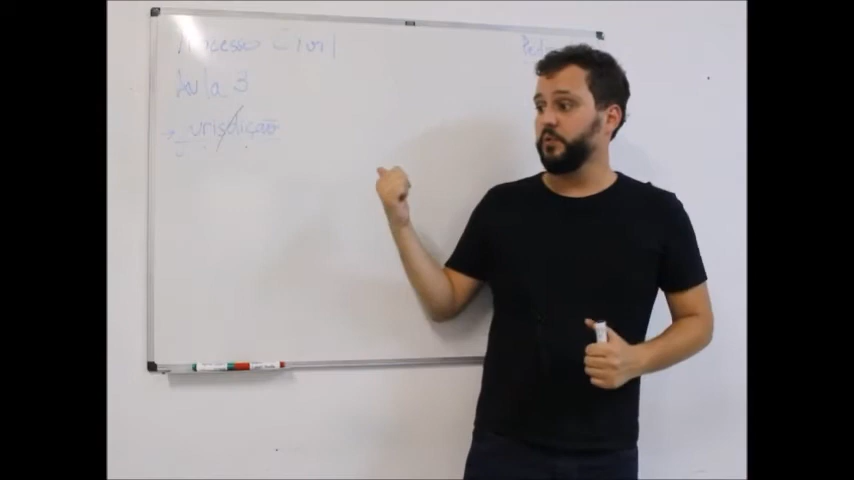 Processo Civil
Aula 3
→ Jurisdição